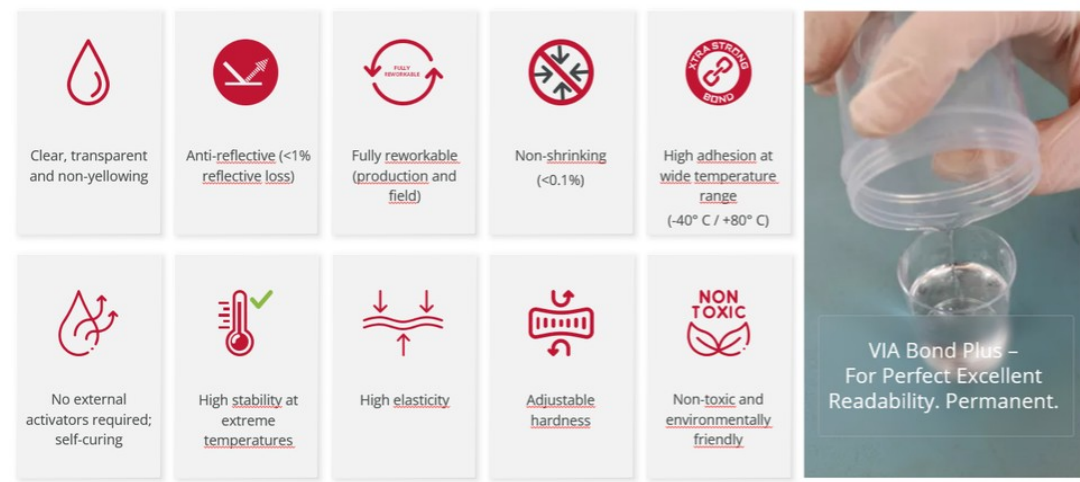 FULLY
REWORKABLE
XTRA STRONG
BOND
Clear, transparent
and non-yellowing
Anti-reflective (<1%
reflective loss)
Fully reworkable
(production and
field)
Non-shrinking
(<0.1%)
High adhesion at
wide temperature
range
(-40° C / +80° C)
NON
TOXIC
No external
activators required;
self-curing
High stability at
extreme
temperatures
High elasticity
Adjustable
hardness
Non-toxic and
environmentally
friendly
VIA Bond Plus –
For Perfect Excellent
Readability. Permanent.